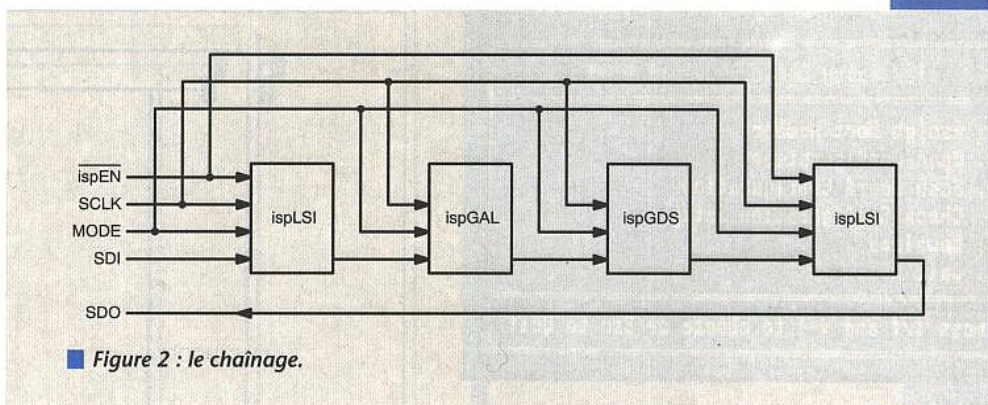 ispEN
SCLK
MODE
SDI
SDO
ispLSI
ispGAL
ispGDS
ispLSI
Figure 2 : le chaînage.